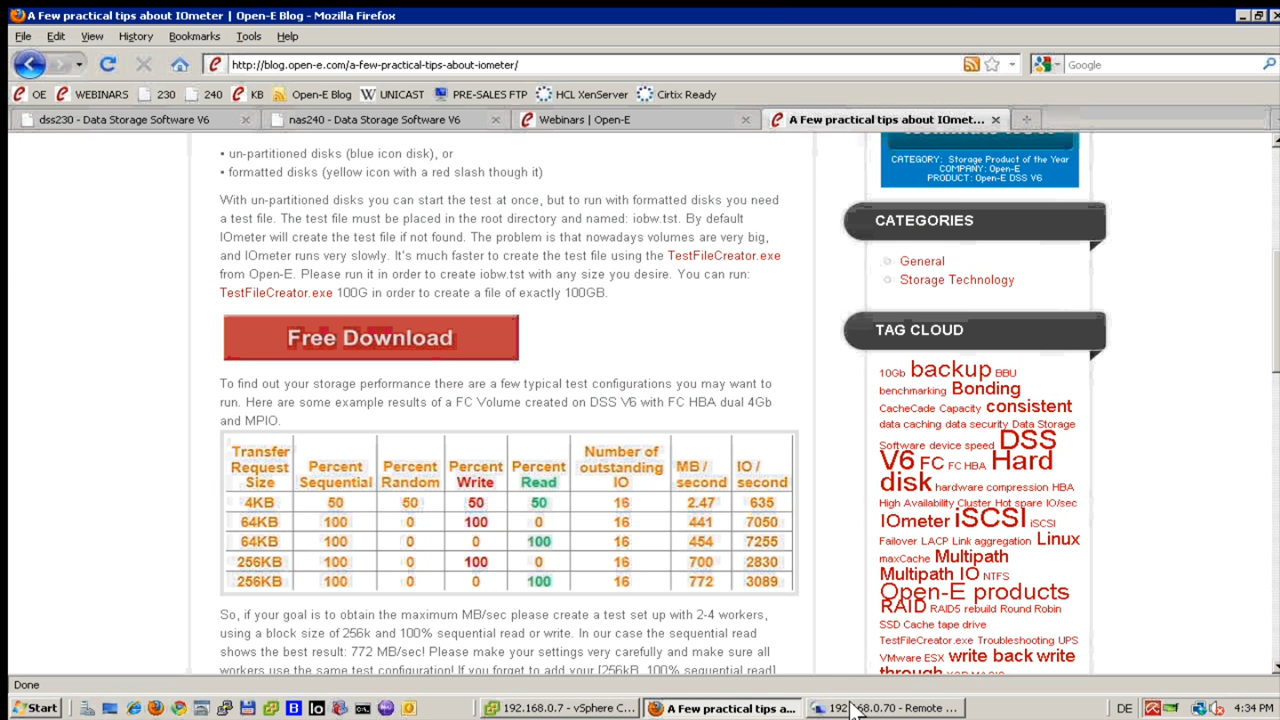 A Few practical tips about IOmeter | Open-E Blog - Mozilla Firefox
File Edit View History Bookmarks Tools Help
http://blog.open-e.com/a-few-practical-tips-about-iometer/
Google
OE WEBINARS 230 240 KB Open-E Blog UNICAST PRE-SALES FTP HCL XenServer Cirtix Ready
dss230 - Data Storage Software V6
nas240 - Data Storage Software V6
Webinars | Open-E
A Few practical tips about IOmet...
• un-partitioned disks (blue icon disk), or
• formatted disks (yellow icon with a red slash though it)
With un-partitioned disks you can start the test at once, but to run with formatted disks you need
a test file. The test file must be placed in the root directory and named: iobw.tst. By default
IOmeter will create the test file if not found. The problem is that nowadays volumes are very big,
and IOmeter runs very slowly. It's much faster to create the test file using the TestFileCreator.exe
from Open-E. Please run it in order to create iobw.tst with any size you desire. You can run:
TestFileCreator.exe 100G in order to create a file of exactly 100GB.
Free Download
To find out your storage performance there are a few typical test configurations you may want to
run. Here are some example results of a FC Volume created on DSS V6 with FC HBA dual 4Gb
and MPIO.
Transfer Request Size Percent Sequential Percent Random Percent Write Percent Read Number of outstanding IO MB / second IO / second
4KB 50 50 50 50 16 2.47 635
64KB 100 0 100 0 16 441 7050
64KB 100 0 0 100 16 454 7255
256KB 100 0 100 0 16 700 2830
256KB 100 0 0 100 16 772 3089
So, if your goal is to obtain the maximum MB/sec please create a test set up with 2-4 workers,
using a block size of 256k and 100% sequential read or write. In our case the sequential read
shows the best result: 772 MB/sec! Please make your settings very carefully and make sure all
workers use the same test configuration! If you forget to add your [256kB, 100% sequential read]
CATEGORY: Storage Product of the Year
COMPANY: Open-E
PRODUCT: Open-E DSS V6
CATEGORIES
General
Storage Technology
TAG CLOUD
10Gb backup BBU
benchmarking Bonding
CacheCade Capacity consistent
data caching data security Data Storage
Software device speed DSS
V6 FC FC HBA Hard
disk hardware compression HBA
High Availability Cluster Hot spare IO/sec
IOmeter iSCSI iSCSI
Failover LACP Link aggregation Linux
maxCache Multipath
Multipath IO NTFS
Open-E products
RAID RAID5 rebuild Round Robin
SSD Cache tape drive
TestFileCreator.exe Troubleshooting UPS
VMware ESX write back write
through
Done
Start
192.168.0.7 - vSphere C...
A Few practical tips a...
192.168.0.70 - Remote ...
DE
4:34 PM